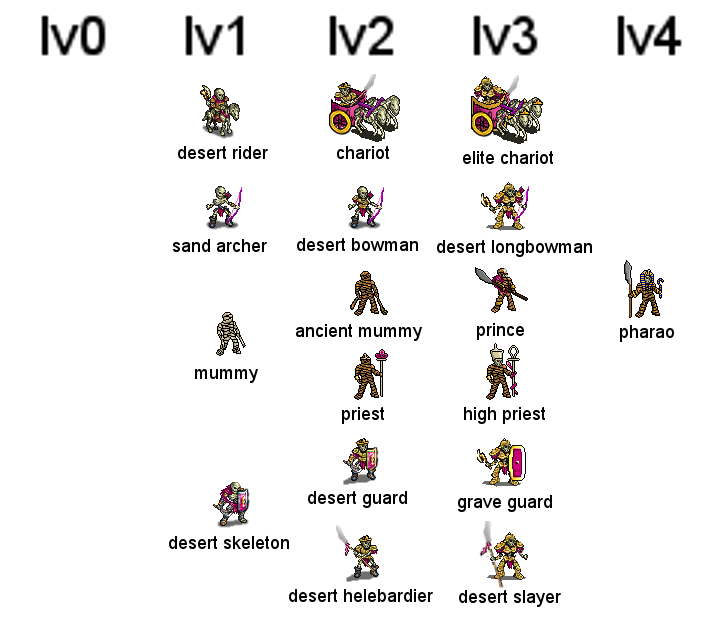 lv0 lv1 lv2 lv3 lv4
desert rider chariot elite chariot
sand archer desert bowman desert longbowman
ancient mummy prince pharao
mummy
priest high priest
desert guard grave guard
desert skeleton
desert helebardier desert slayer